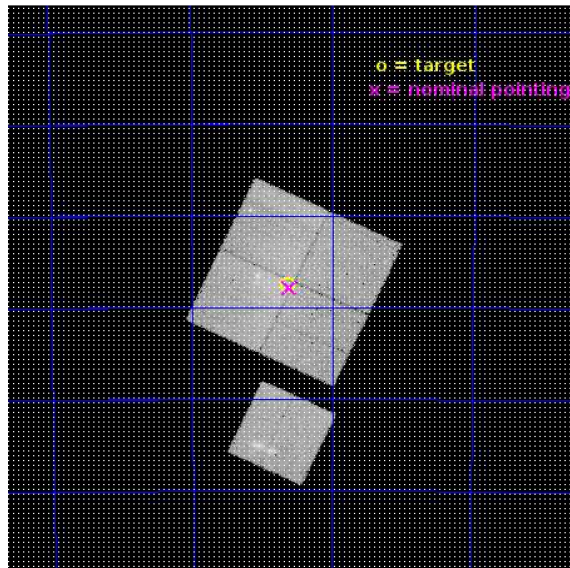 o = target
x = nominal pointing